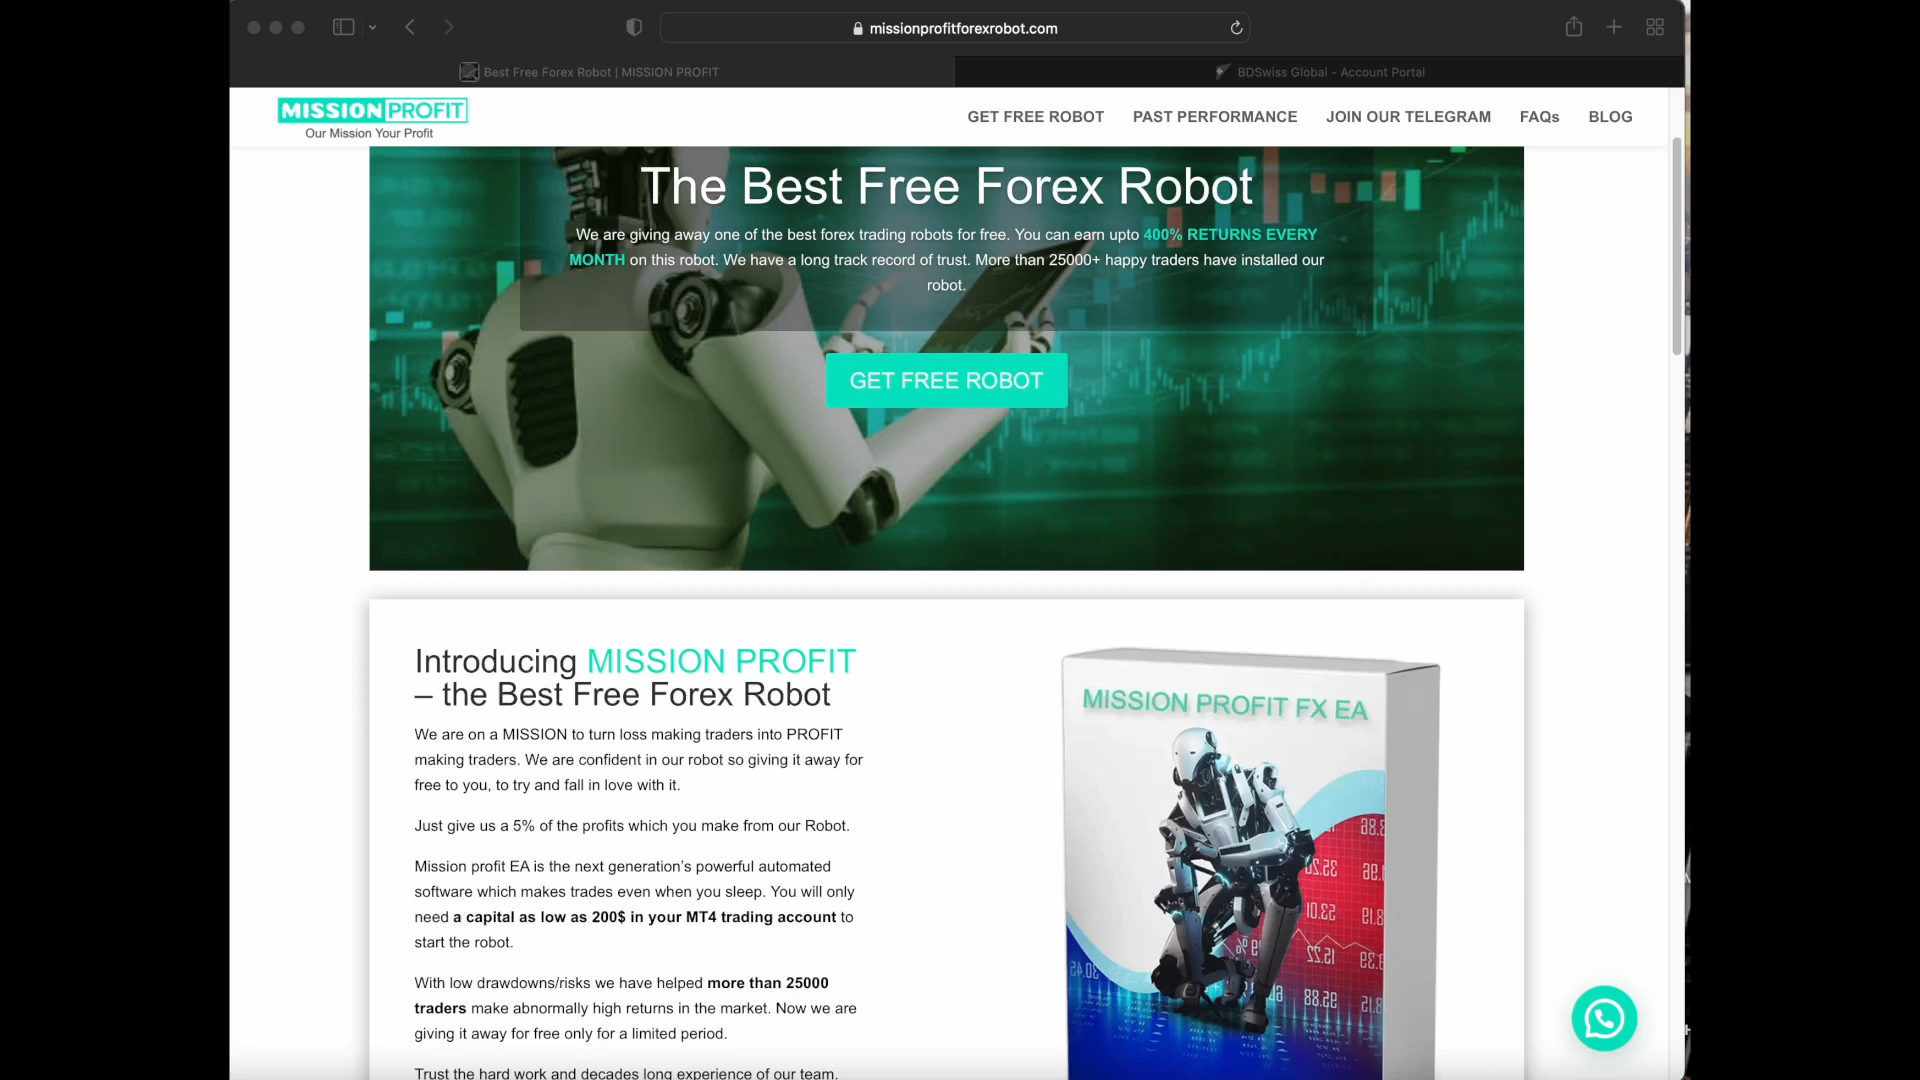 missionprofitforexrobot.com
Best Free Forex Robot | MISSION PROFIT
BDSwiss Global - Account Portal
MISSION PROFIT
Our Mission Your Profit
GET FREE ROBOT
PAST PERFORMANCE
JOIN OUR TELEGRAM
FAQs
BLOG
The Best Free Forex Robot
We are giving away one of the best forex trading robots for free. You can earn upto 400% RETURNS EVERY
MONTH on this robot. We have a long track record of trust. More than 25000+ happy traders have installed our
robot.
GET FREE ROBOT
Introducing MISSION PROFIT
– the Best Free Forex Robot
We are on a MISSION to turn loss making traders into PROFIT
making traders. We are confident in our robot so giving it away for
free to you, to try and fall in love with it.
Just give us a 5% of the profits which you make from our Robot.
Mission profit EA is the next generation’s powerful automated
software which makes trades even when you sleep. You will only
need a capital as low as 200$ in your MT4 trading account to
start the robot.
With low drawdowns/risks we have helped more than 25000
traders make abnormally high returns in the market. Now we are
giving it away for free only for a limited period.
Trust the hard work and decades long experience of our team.
MISSION PROFIT FX EA